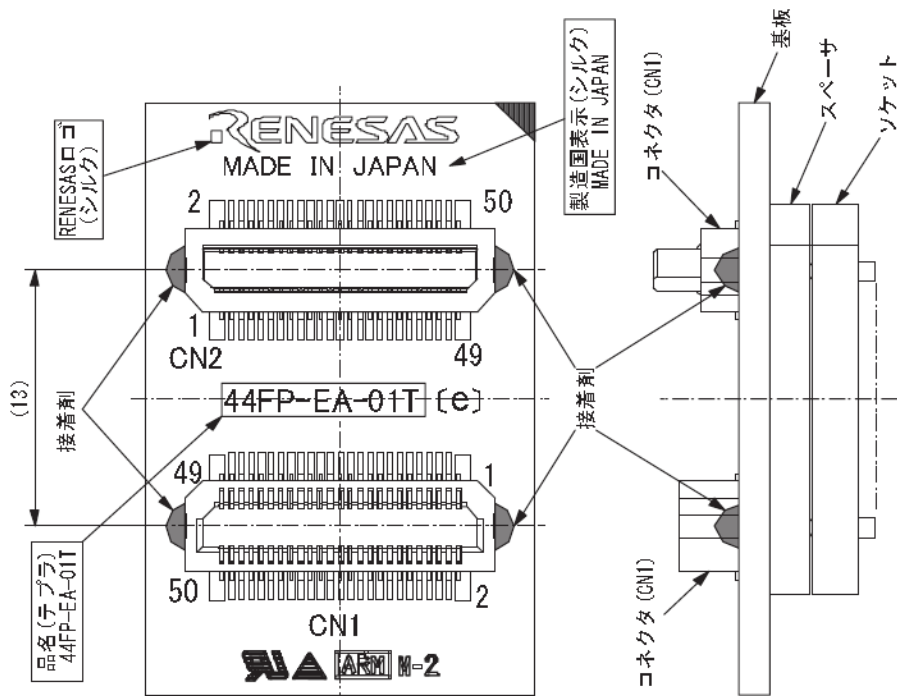 RENESASロゴ
(シルク)
RENESAS
MADE IN JAPAN
製造国表示(シルク)
MADE IN JAPAN
2
50
1
CN2
49
(13)
接着剤
44FP-EA-01T [e]
接着剤
49
1
50
2
CN1
品名(テプラ)
44FP-EA-01T
ARM M-2
コネクタ(CN1)
基板
スペーサ
ソケット
コネクタ(CN1)